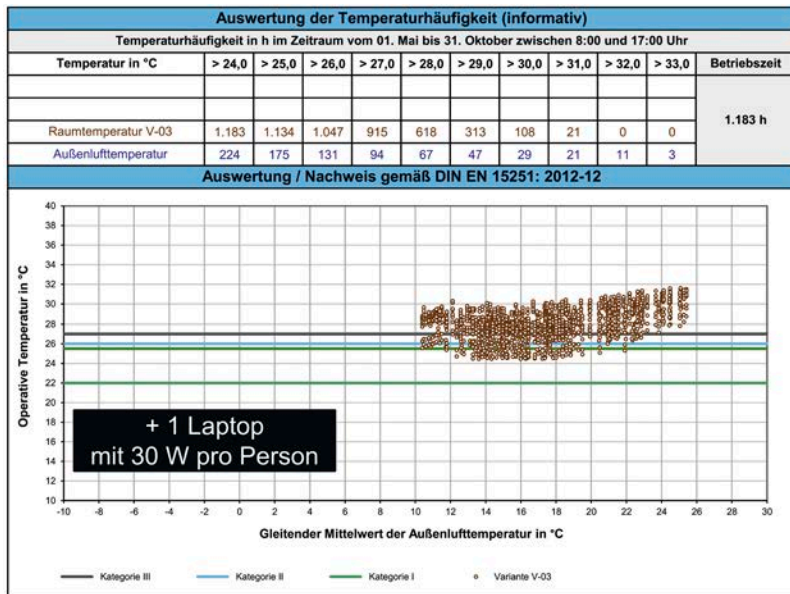 Auswertung der Temperaturhäufigkeit (informativ)
Temperaturhäufigkeit in h im Zeitraum vom 01. Mai bis 31. Oktober zwischen 8:00 und 17:00 Uhr
Temperatur in °C > 24,0 > 25,0 > 26,0 > 27,0 > 28,0 > 29,0 > 30,0 > 31,0 > 32,0 > 33,0 Betriebszeit
1.183 h
Raumtemperatur V-03 1.183 1.134 1.047 915 618 313 108 21 0 0
Außenlufttemperatur 224 175 131 94 67 47 29 21 11 3
Auswertung / Nachweis gemäß DIN EN 15251: 2012-12
Operative Temperatur in °C
40
38
36
34
32
30
28
26
24
22
20
18
16
14
12
10
+ 1 Laptop
mit 30 W pro Person
-10 -8 -6 -4 -2 0 2 4 6 8 10 12 14 16 18 20 22 24 26 28 30
Gleitender Mittelwert der Außenlufttemperatur in °C
Kategorie III Kategorie II Kategorie I Variante V-03